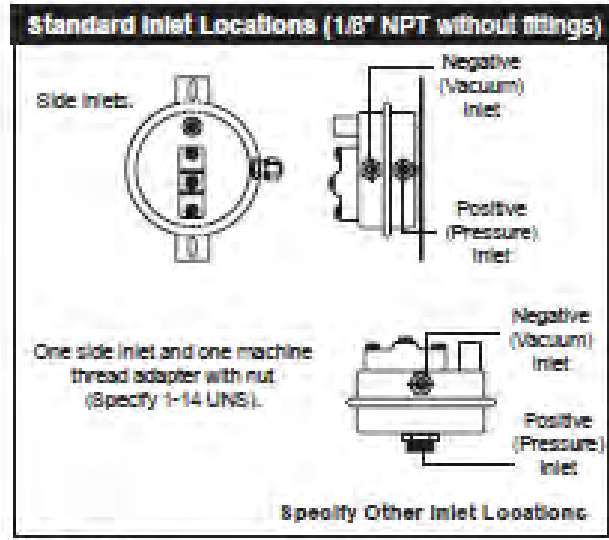 Standard Inlet Locations (1/8" NPT without fittings)
Side Inlets.
Negative
(Vacuum)
Inlet
Positive
(Pressure)
Inlet
One side inlet and one machine
thread adapter with nut
(Specify 1-14 UNS).
Negative
(Vacuum)
Inlet
Positive
(Pressure)
Inlet
Specify Other Inlet Locations